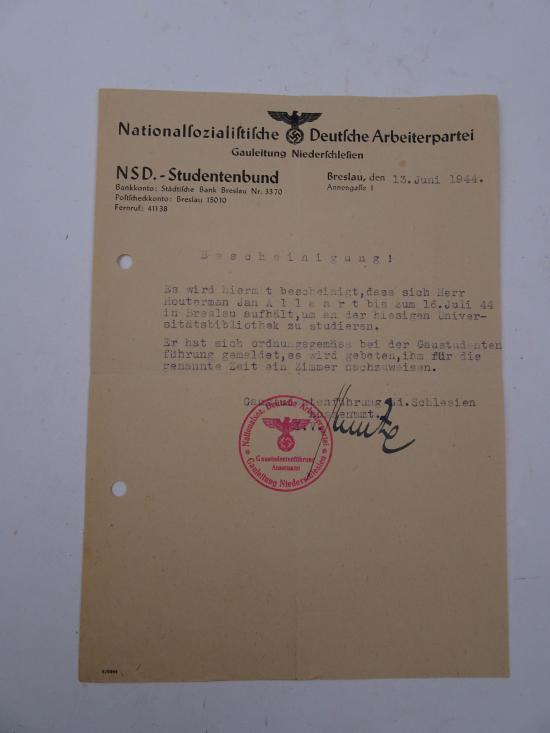 Nationalsozialistische Deutsche Arbeiterpartei
Gauleitung Niederschlesien
NSD.-Studentenbund
Bankkonto: Städtische Bank Breslau Nr. 3370
Postscheckkonto: Breslau 15010
Fernruf: 41138
Breslau, den 13. Juni 1944.
Annengasse 1
Bescheinigung!
Es wird hiermit bescheinigt, dass sich Herr
Houterman Jan Allaart bis zum 16. Juli 44
in Breslau aufhält, um an der hiesigen Univer-
sitätsbibliothek zu studieren.
Er hat sich ordnungsgemäss bei der Gaustudenten
führung gemeldet, es wird gebeten, ihm für die
genannte Zeit ein Zimmer nachzuweisen.
Nd. Schlesien
Nationalsoz. Deutsche Arbeiterpartei
Gaustudentenführung
Gauleitung Niederschlesien